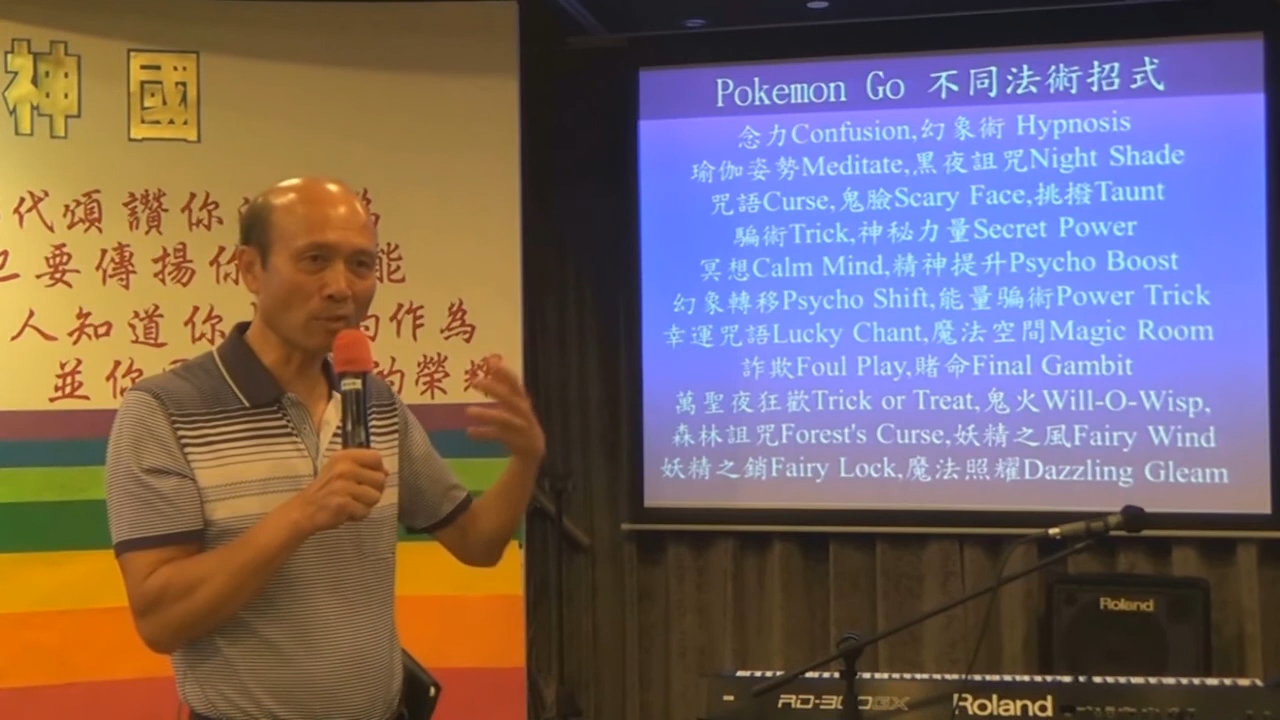 神國
代頌讚你
要傳揚你 能
人知道你 的作為
並你 的榮耀
Pokemon Go 不同法術招式
念力Confusion,幻象術 Hypnosis
瑜伽姿勢Meditate,黑夜詛咒Night Shade
咒語Curse,鬼臉Scary Face,挑撥Taunt
騙術Trick,神秘力量Secret Power
冥想Calm Mind,精神提升Psycho Boost
幻象轉移Psycho Shift,能量騙術Power Trick
幸運咒語Lucky Chant,魔法空間Magic Room
詐欺Foul Play,賭命Final Gambit
萬聖夜狂歡Trick or Treat,鬼火Will-O-Wisp,
森林詛咒Forest's Curse,妖精之風Fairy Wind
妖精之銷Fairy Lock,魔法照耀Dazzling Gleam
Roland
RD-300GX Roland